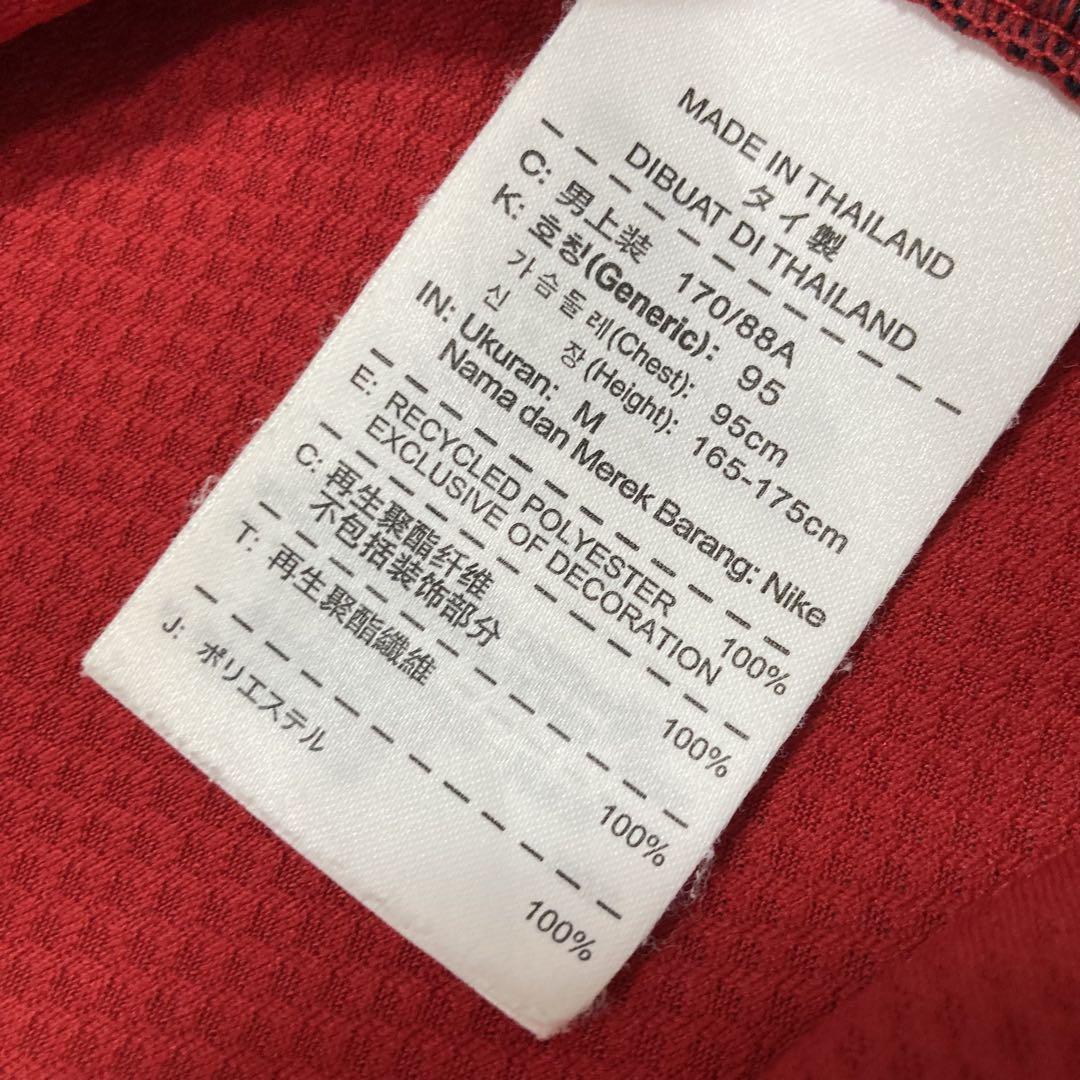 MADE IN THAILAND
タイ製
DIBUAT DI THAILAND
C: 男上装 170/88A
K: 호칭(Generic): 95
가슴둘레(Chest): 95cm
신 장(Height): 165-175cm
IN: Ukuran: M
Nama dan Merek Barang: Nike
E: RECYCLED POLYESTER 100%
EXCLUSIVE OF DECORATION
C: 再生聚酯纤维 100%
不包括装饰部分
T: 再生聚酯纖維 100%
J: ポリエステル 100%